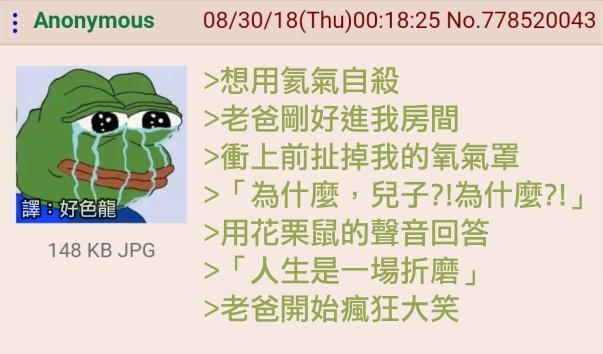 Anonymous 08/30/18(Thu)00:18:25 No.778520043
>想用氦氣自殺
>老爸剛好進我房間
>衝上前扯掉我的氧氣罩
>「為什麼，兒子?!為什麼?!」
>用花栗鼠的聲音回答
>「人生是一場折磨」
>老爸開始瘋狂大笑
譯：好色龍
148 KB JPG